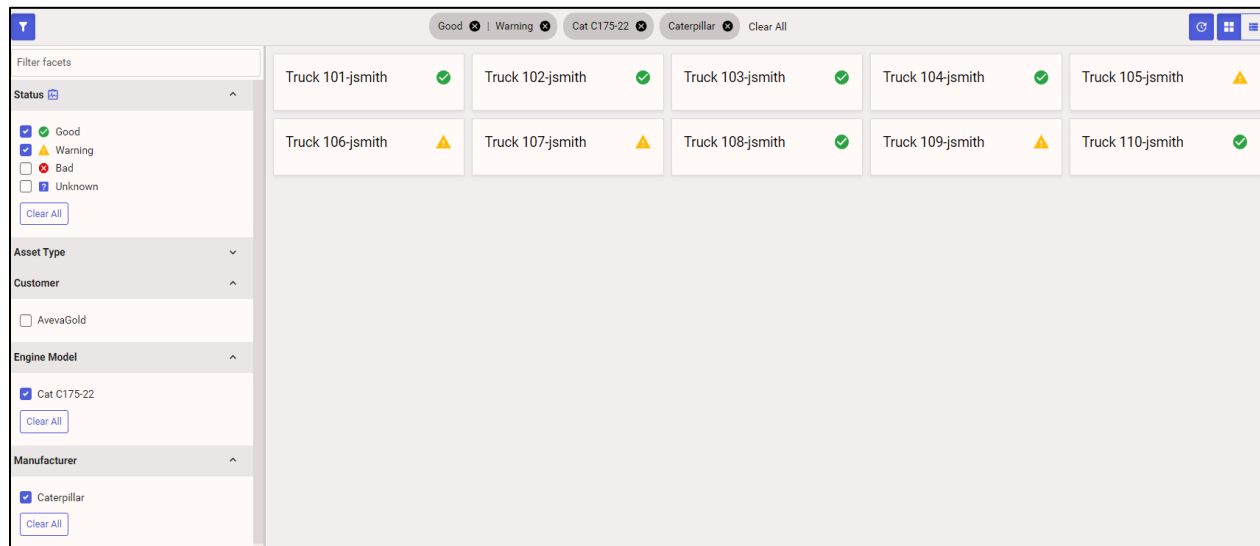 Good | Warning Cat C175-22 Caterpillar Clear All
Filter facets
Status
Good
Warning
Bad
? Unknown
Clear All
Asset Type
Customer
AvevaGold
Engine Model
Cat C175-22
Clear All
Manufacturer
Caterpillar
Clear All
Truck 101-jsmith Truck 102-jsmith Truck 103-jsmith Truck 104-jsmith Truck 105-jsmith
Truck 106-jsmith Truck 107-jsmith Truck 108-jsmith Truck 109-jsmith Truck 110-jsmith